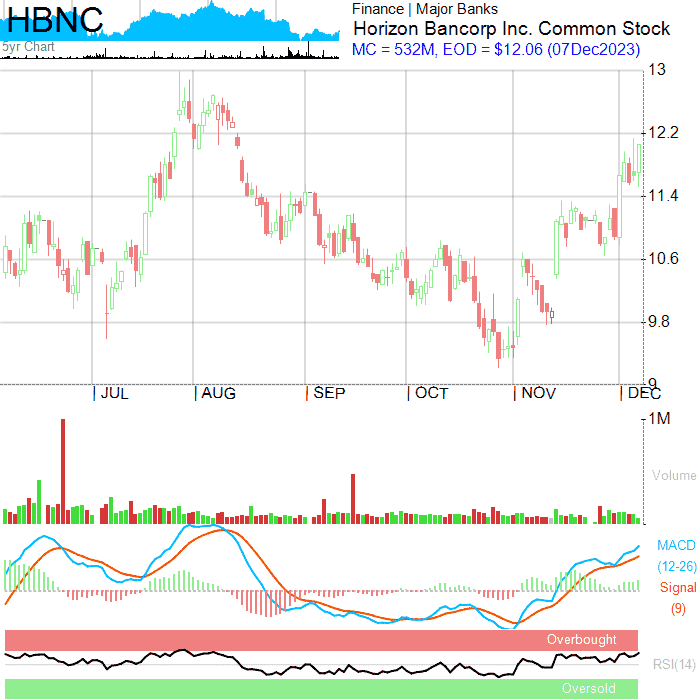 HBNC
5yr Chart
Finance | Major Banks
Horizon Bancorp Inc. Common Stock
MC = 532M, EOD = $12.06 (07Dec2023)
13
12.2
11.4
10.6
9.8
9
| JUL | AUG | SEP | OCT | NOV | DEC
1M
Volume
MACD
(12-26)
Signal
(9)
Overbought
RSI(14)
Oversold